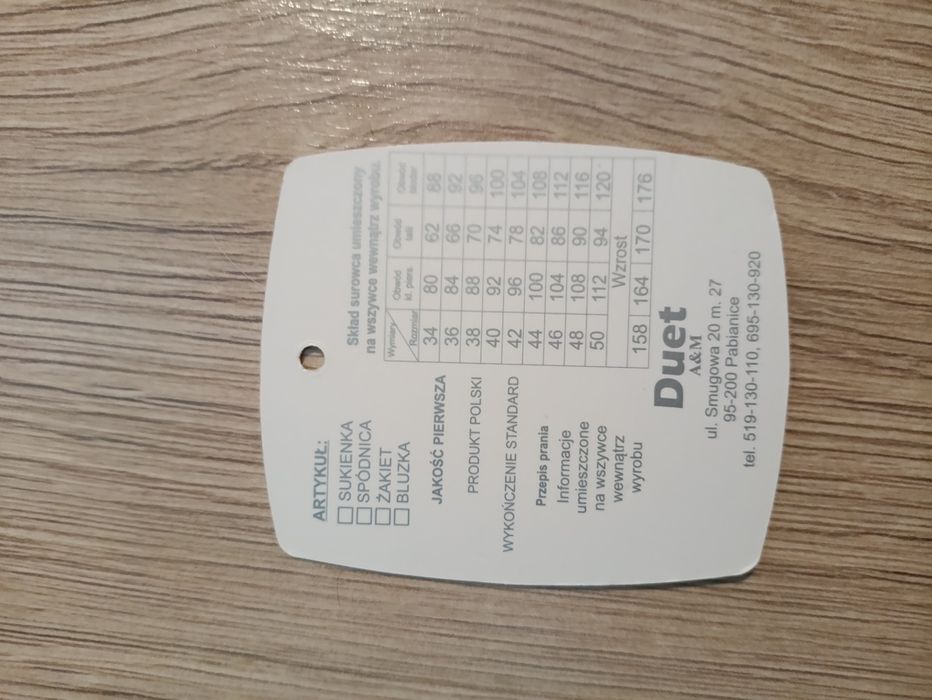 ARTYKUŁ:
SUKIENKA
SPÓDNICA
ŻAKIET
BLUZKA
JAKOŚĆ PIERWSZA
PRODUKT POLSKI
WYKOŃCZENIE STANDARD
Przepis prania
Informacje
umieszczone
na wszywce
wewnątrz
wyrobu
Skład surowca umieszczony
na wszywce wewnątrz wyrobu.
Wymiary Rozmiar Obwód kl. piers. Obwód talii Obwód bioder
34 80 62 88
36 84 66 92
38 88 70 96
40 92 74 100
42 96 78 104
44 100 82 108
46 104 86 112
48 108 90 116
50 112 94 120
Wzrost
158 164 170 176
Duet
A&M
ul. Smugowa 20 m. 27
95-200 Pabianice
tel. 519-130-110, 695-130-920